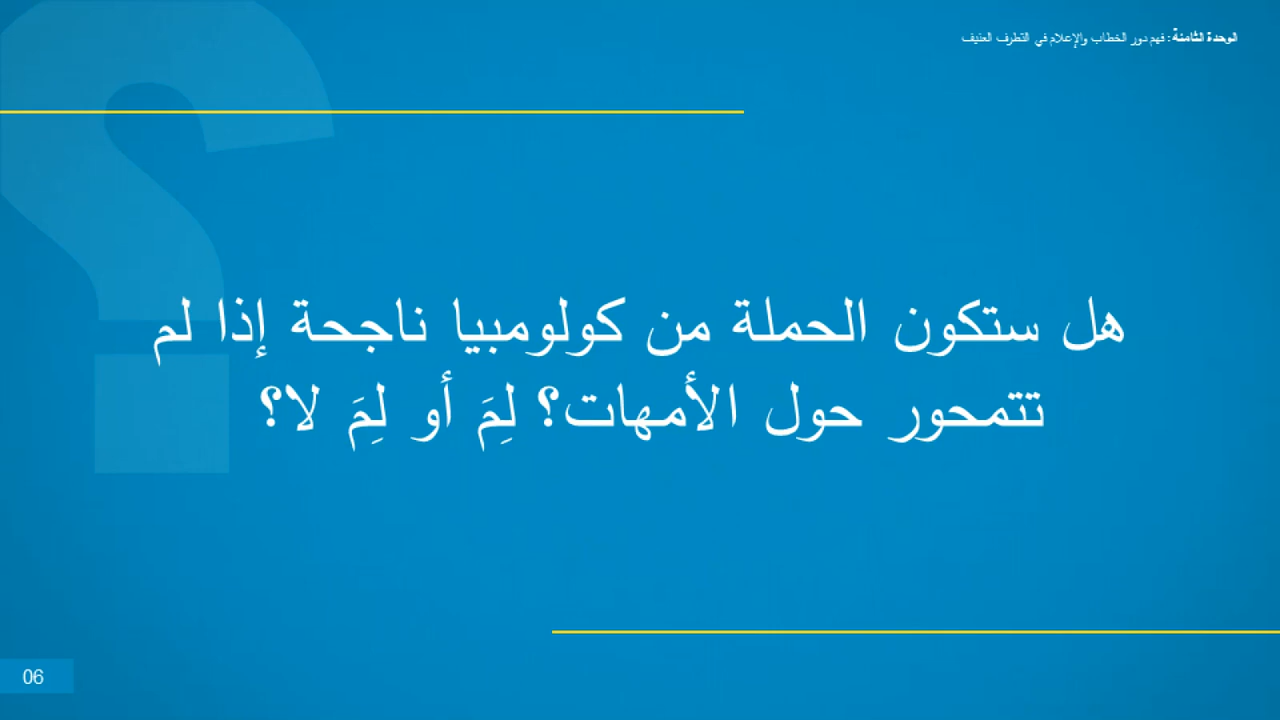 الوحدة الثامنة: فهم دور الخطاب والإعلام في التطرف العنيف
هل ستكون الحملة من كولومبيا ناجحة إذا لم
تتمحور حول الأمهات؟ لِمَ أو لِمَ لا؟
06